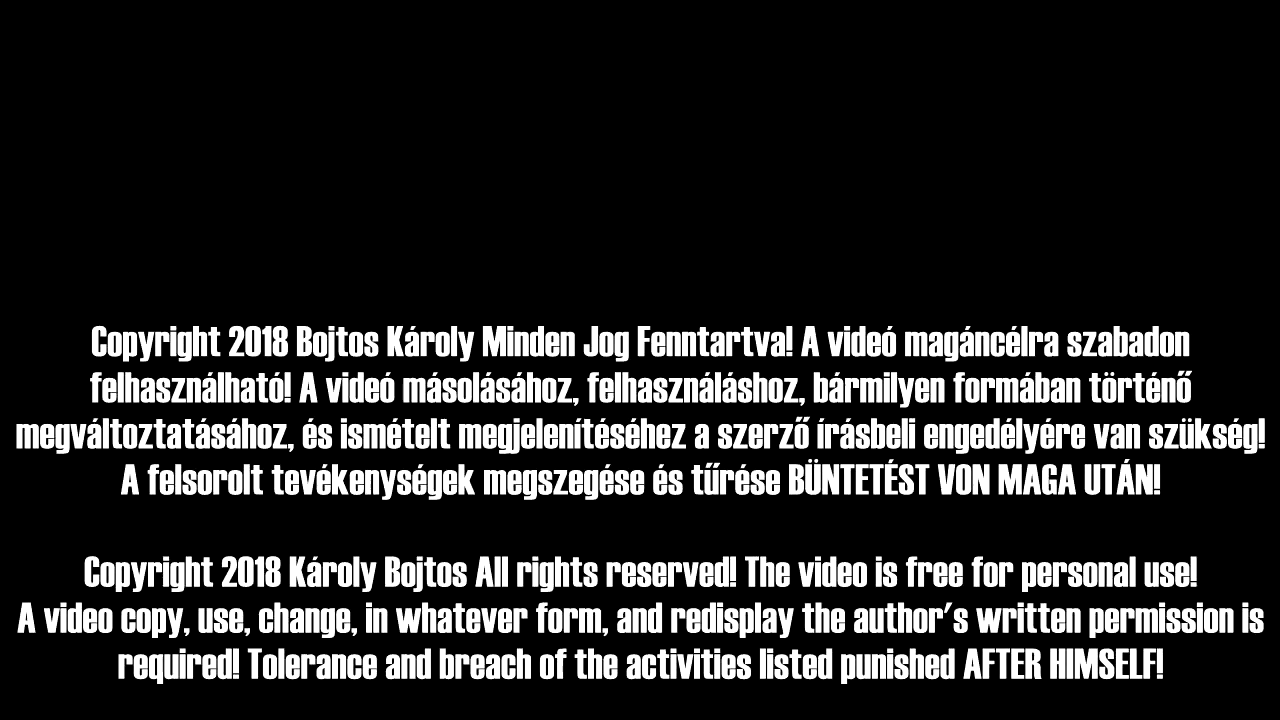 Copyright 2018 Bojtos Károly Minden Jog Fenntartva! A videó magáncélra szabadon
felhasználható! A videó másolásához, felhasználáshoz, bármilyen formában történő
megváltoztatásához, és ismételt megjelenítéséhez a szerző írásbeli engedélyére van szükség!
A felsorolt tevékenységek megszegése és tűrése BÜNTETÉST VON MAGA UTÁN!
Copyright 2018 Károly Bojtos All rights reserved! The video is free for personal use!
A video copy, use, change, in whatever form, and redisplay the author's written permission is
required! Tolerance and breach of the activities listed punished AFTER HIMSELF!